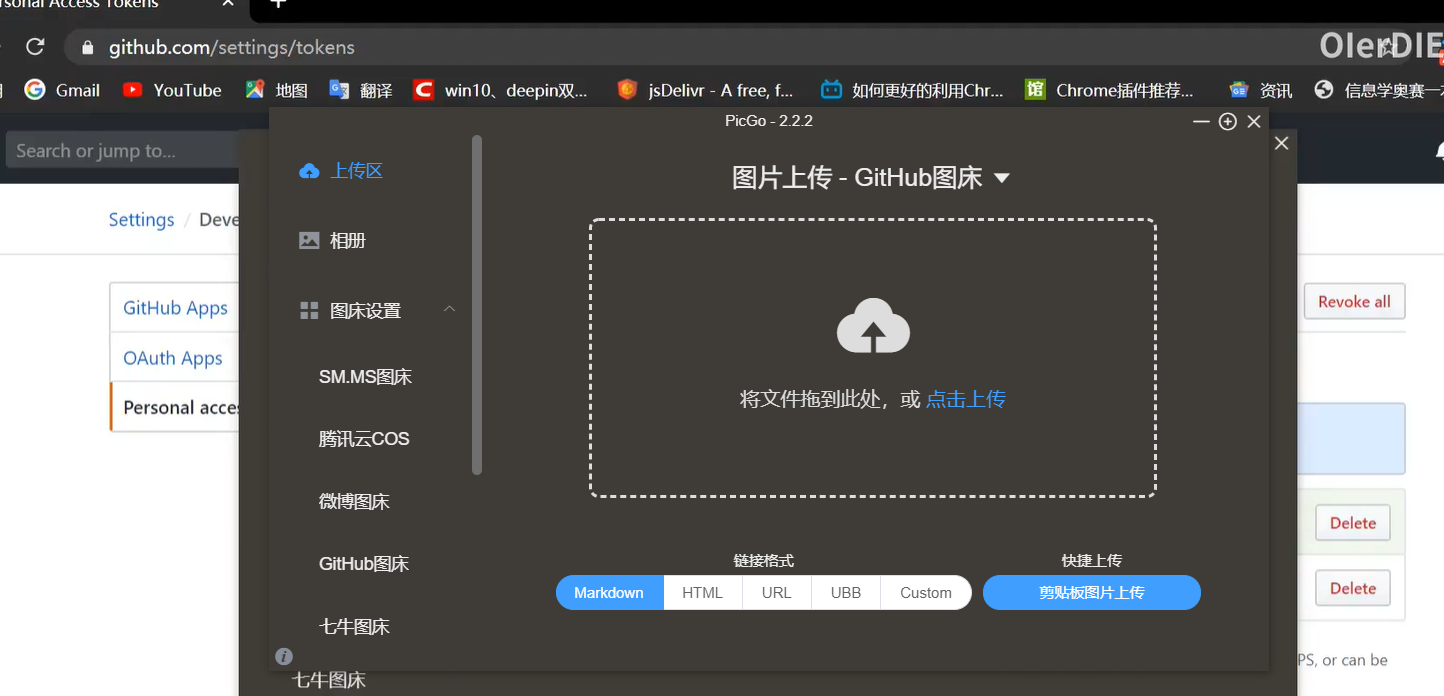 rsonal Access Tokens
github.com/settings/tokens
OIerDIE
Gmail YouTube 地图 翻译 win10、deepin双... jsDelivr - A free, f... 如何更好的利用Chr... Chrome插件推荐... 资讯 信息学奥赛一本
PicGo - 2.2.2
Search or jump to...
上传区
图片上传 - GitHub图床
Settings / Deve
相册
GitHub Apps
图床设置
Revoke all
OAuth Apps
SM.MS图床
将文件拖到此处，或 点击上传
Personal acces
腾讯云COS
微博图床
Delete
链接格式
快捷上传
GitHub图床
Markdown HTML URL UBB Custom
剪贴板图片上传
Delete
七牛图床
PS, or can be
七牛图床